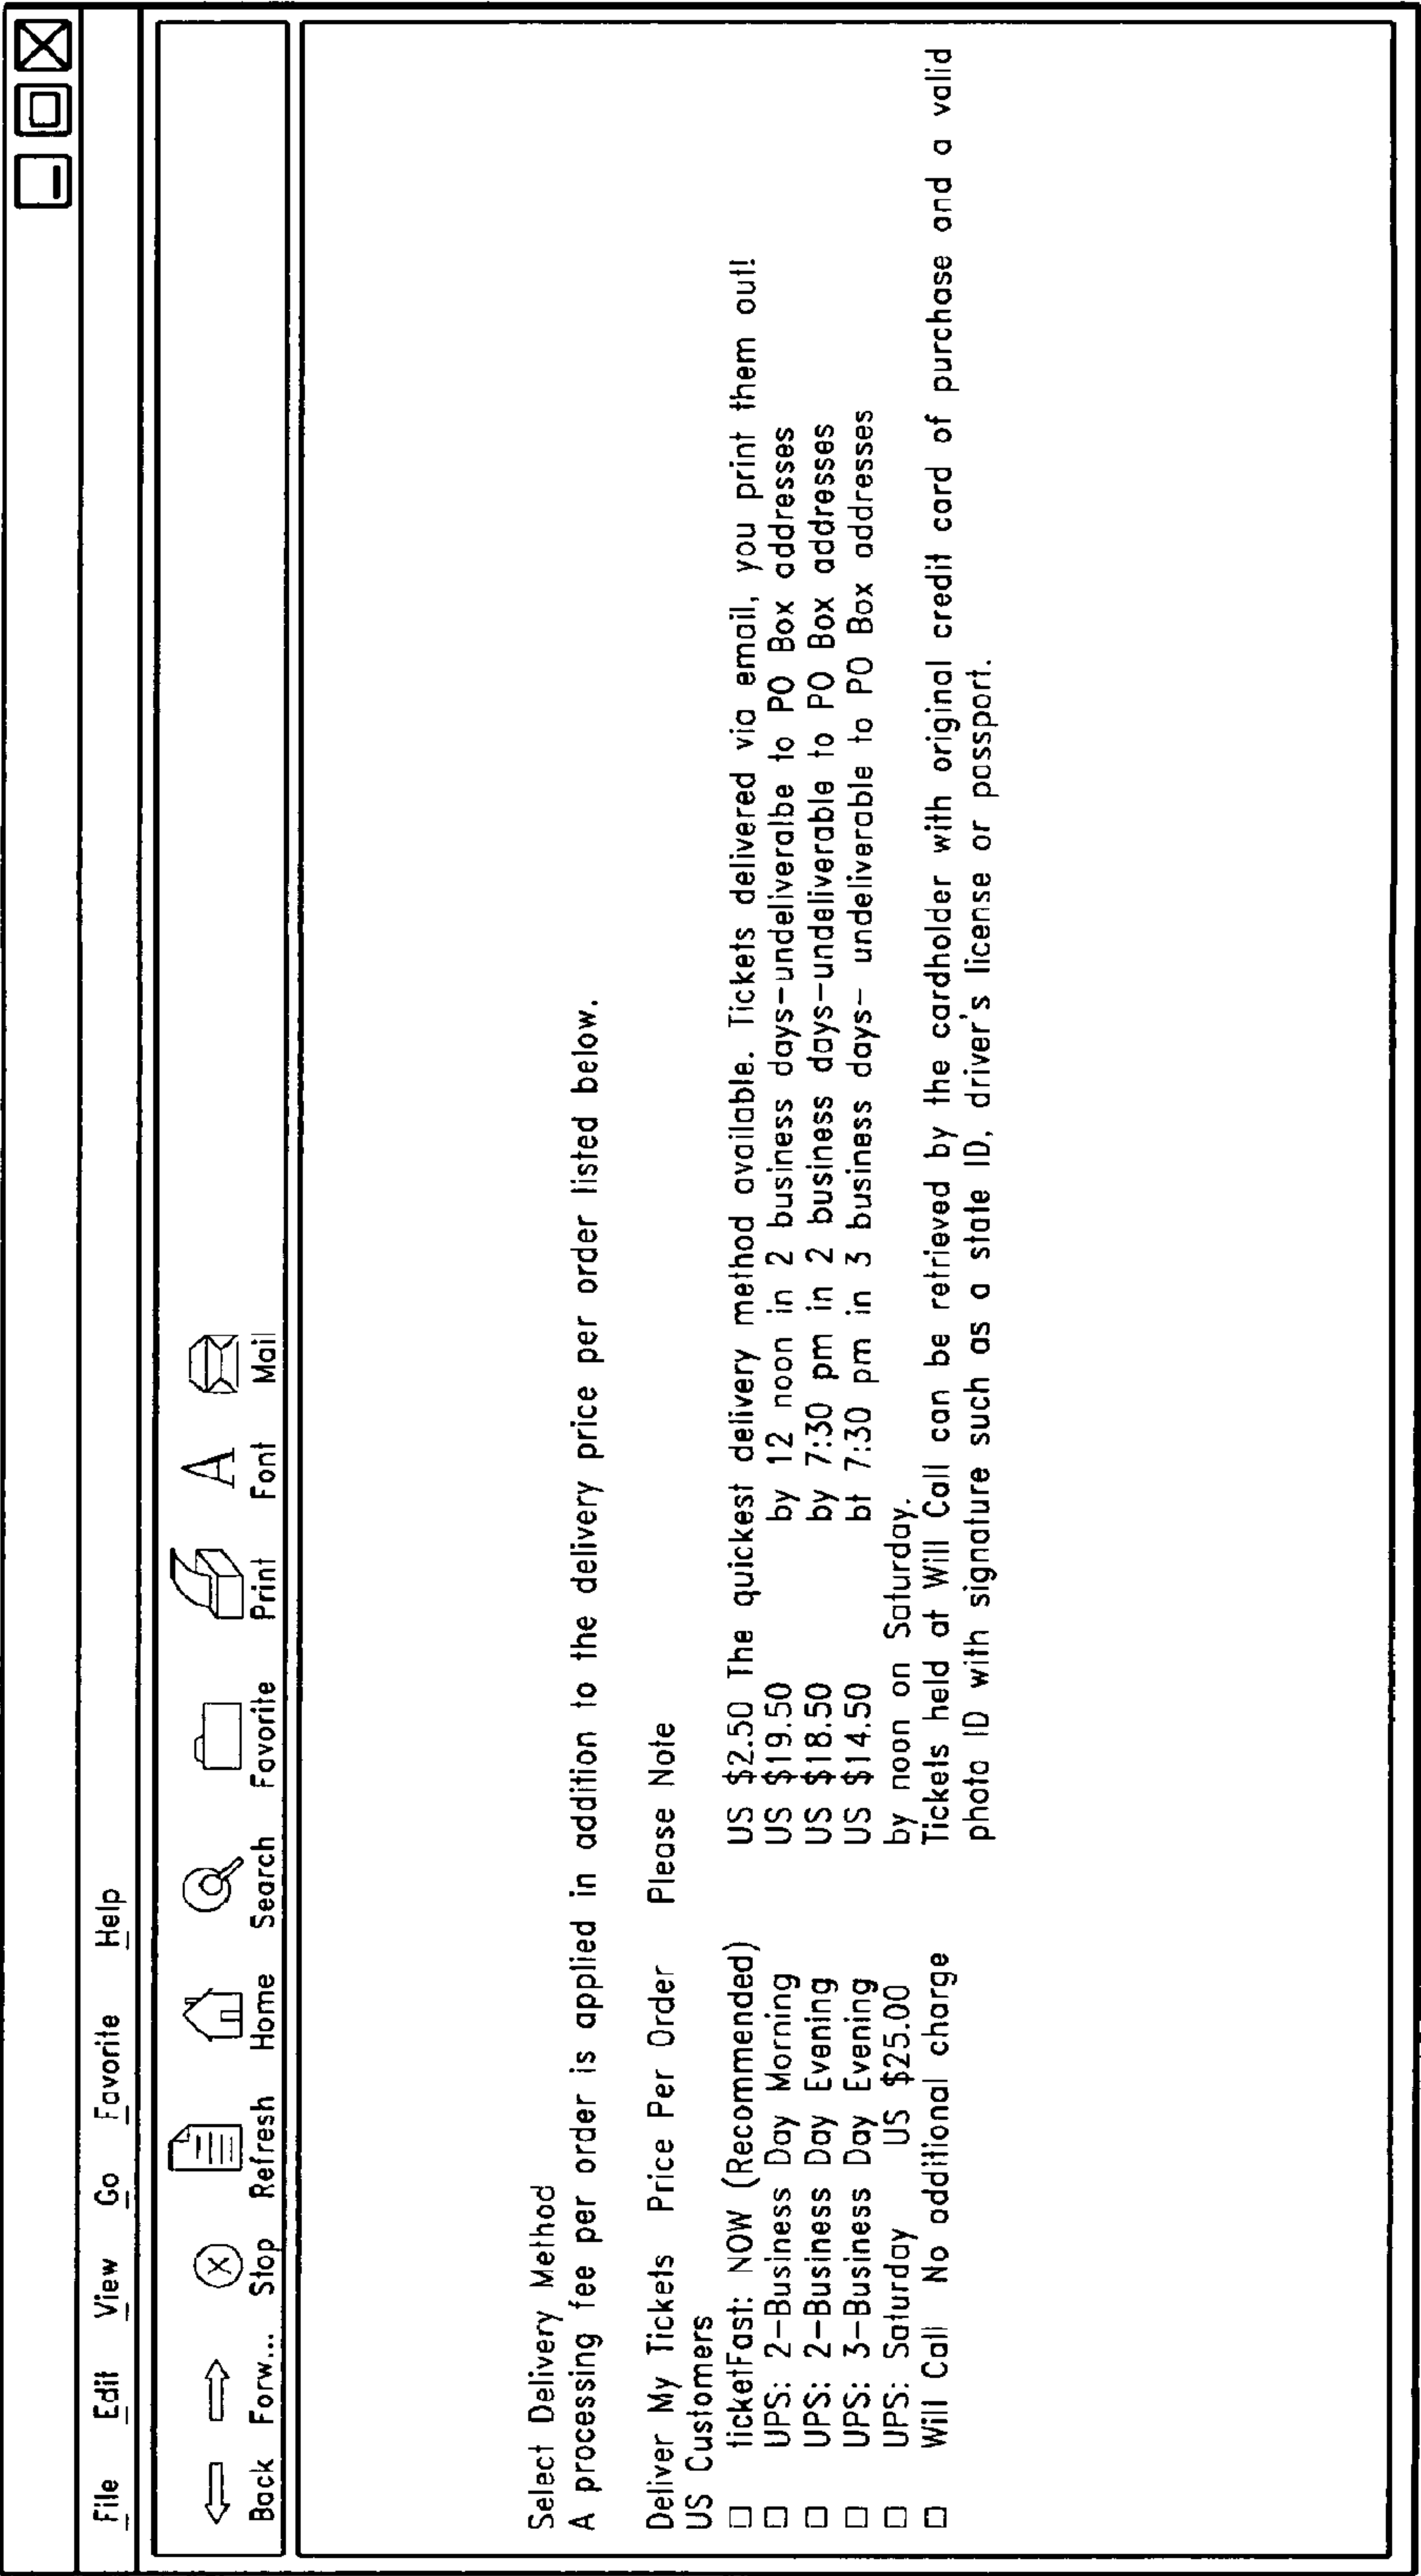 File Edit View Go Favorite Help
Back Forw... Stop Refresh Home Search Favorite Print Font Mail
Select Delivery Method
A processing fee per order is applied in addition to the delivery price per order listed below.
Deliver My Tickets Price Per Order Please Note
US Customers
ticketFast: NOW (Recommended) US $2.50 The quickest delivery method available. Tickets delivered via email, you print them out!
UPS: 2-Business Day Morning US $19.50 by 12 noon in 2 business days-undeliveralbe to PO Box addresses
UPS: 2-Business Day Evening US $18.50 by 7:30 pm in 2 business days-undeliverable to PO Box addresses
UPS: 3-Business Day Evening US $14.50 bt 7:30 pm in 3 business days- undeliverable to PO Box addresses
UPS: Saturday US $25.00 by noon on Saturday.
Will Call No additional charge Tickets held at Will Call can be retrieved by the cardholder with original credit card of purchase and a valid
photo ID with signature such as a state ID, driver's license or passport.